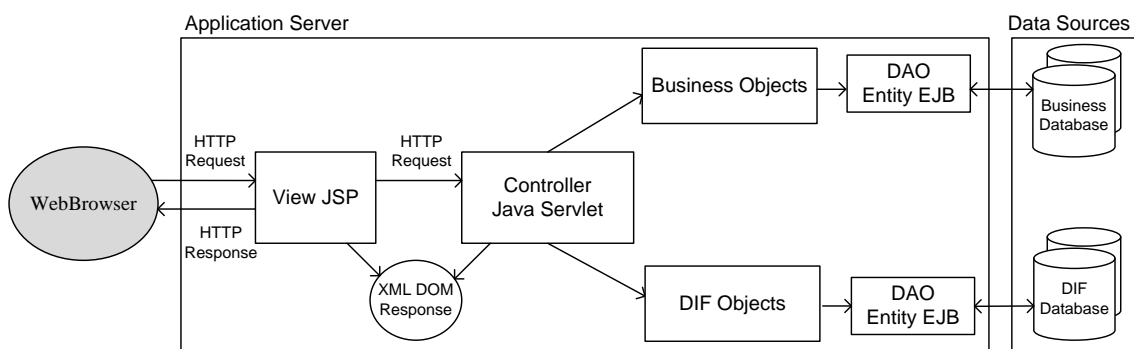 Application Server
Data Sources
Business Objects
DAO
Entity EJB
Business
Database
HTTP
Request
HTTP
Request
WebBrowser
View JSP
Controller
Java Servlet
HTTP
Response
XML DOM
Response
DIF Objects
DAO
Entity EJB
DIF
Database